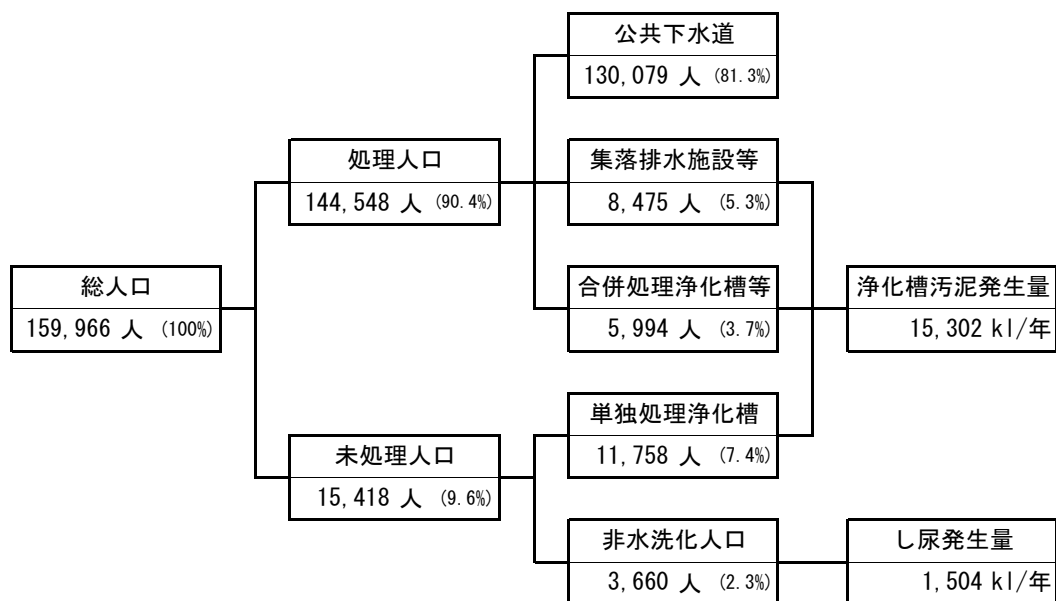 公共下水道
130,079 人 (81.3%)
処理人口
144,548 人 (90.4%)
集落排水施設等
8,475 人 (5.3%)
総人口
159,966 人 (100%)
合併処理浄化槽等
5,994 人 (3.7%)
浄化槽汚泥発生量
15,302 kl/年
単独処理浄化槽
11,758 人 (7.4%)
未処理人口
15,418 人 (9.6%)
非水洗化人口
3,660 人 (2.3%)
し尿発生量
1,504 kl/年